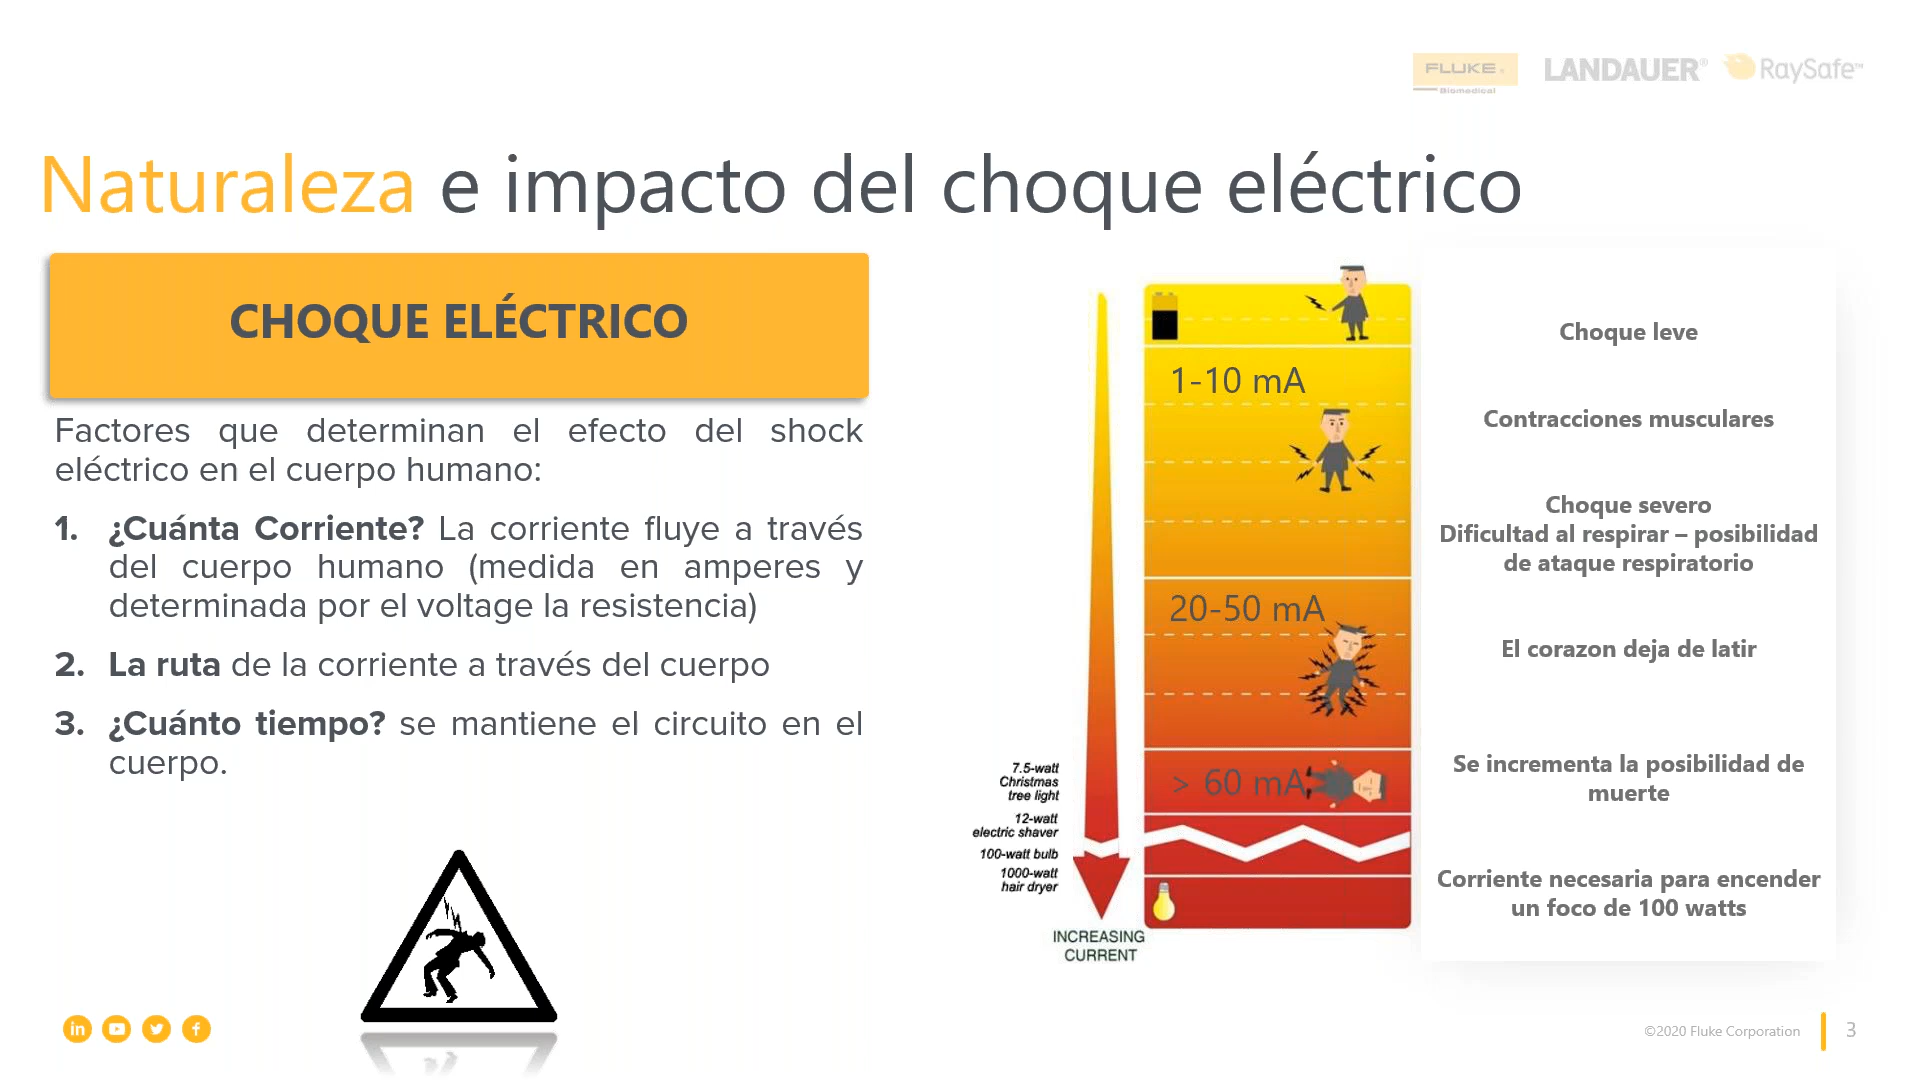 FLUKE
Biomedical
LANDAUER®
RaySafe™
Naturaleza e impacto del choque eléctrico
CHOQUE ELÉCTRICO
Factores que determinan el efecto del shock
eléctrico en el cuerpo humano:
1. ¿Cuánta Corriente? La corriente fluye a través
del cuerpo humano (medida en amperes y
determinada por el voltage la resistencia)
2. La ruta de la corriente a través del cuerpo
3. ¿Cuánto tiempo? se mantiene el circuito en el
cuerpo.
7.5-watt
Christmas
tree light
12-watt
electric shaver
100-watt bulb
1000-watt
hair dryer
INCREASING
CURRENT
1-10 mA
20-50 mA
> 60 mA
Choque leve
Contracciones musculares
Choque severo
Dificultad al respirar – posibilidad
de ataque respiratorio
El corazon deja de latir
Se incrementa la posibilidad de
muerte
Corriente necesaria para encender
un foco de 100 watts
in
f
©2020 Fluke Corporation
3